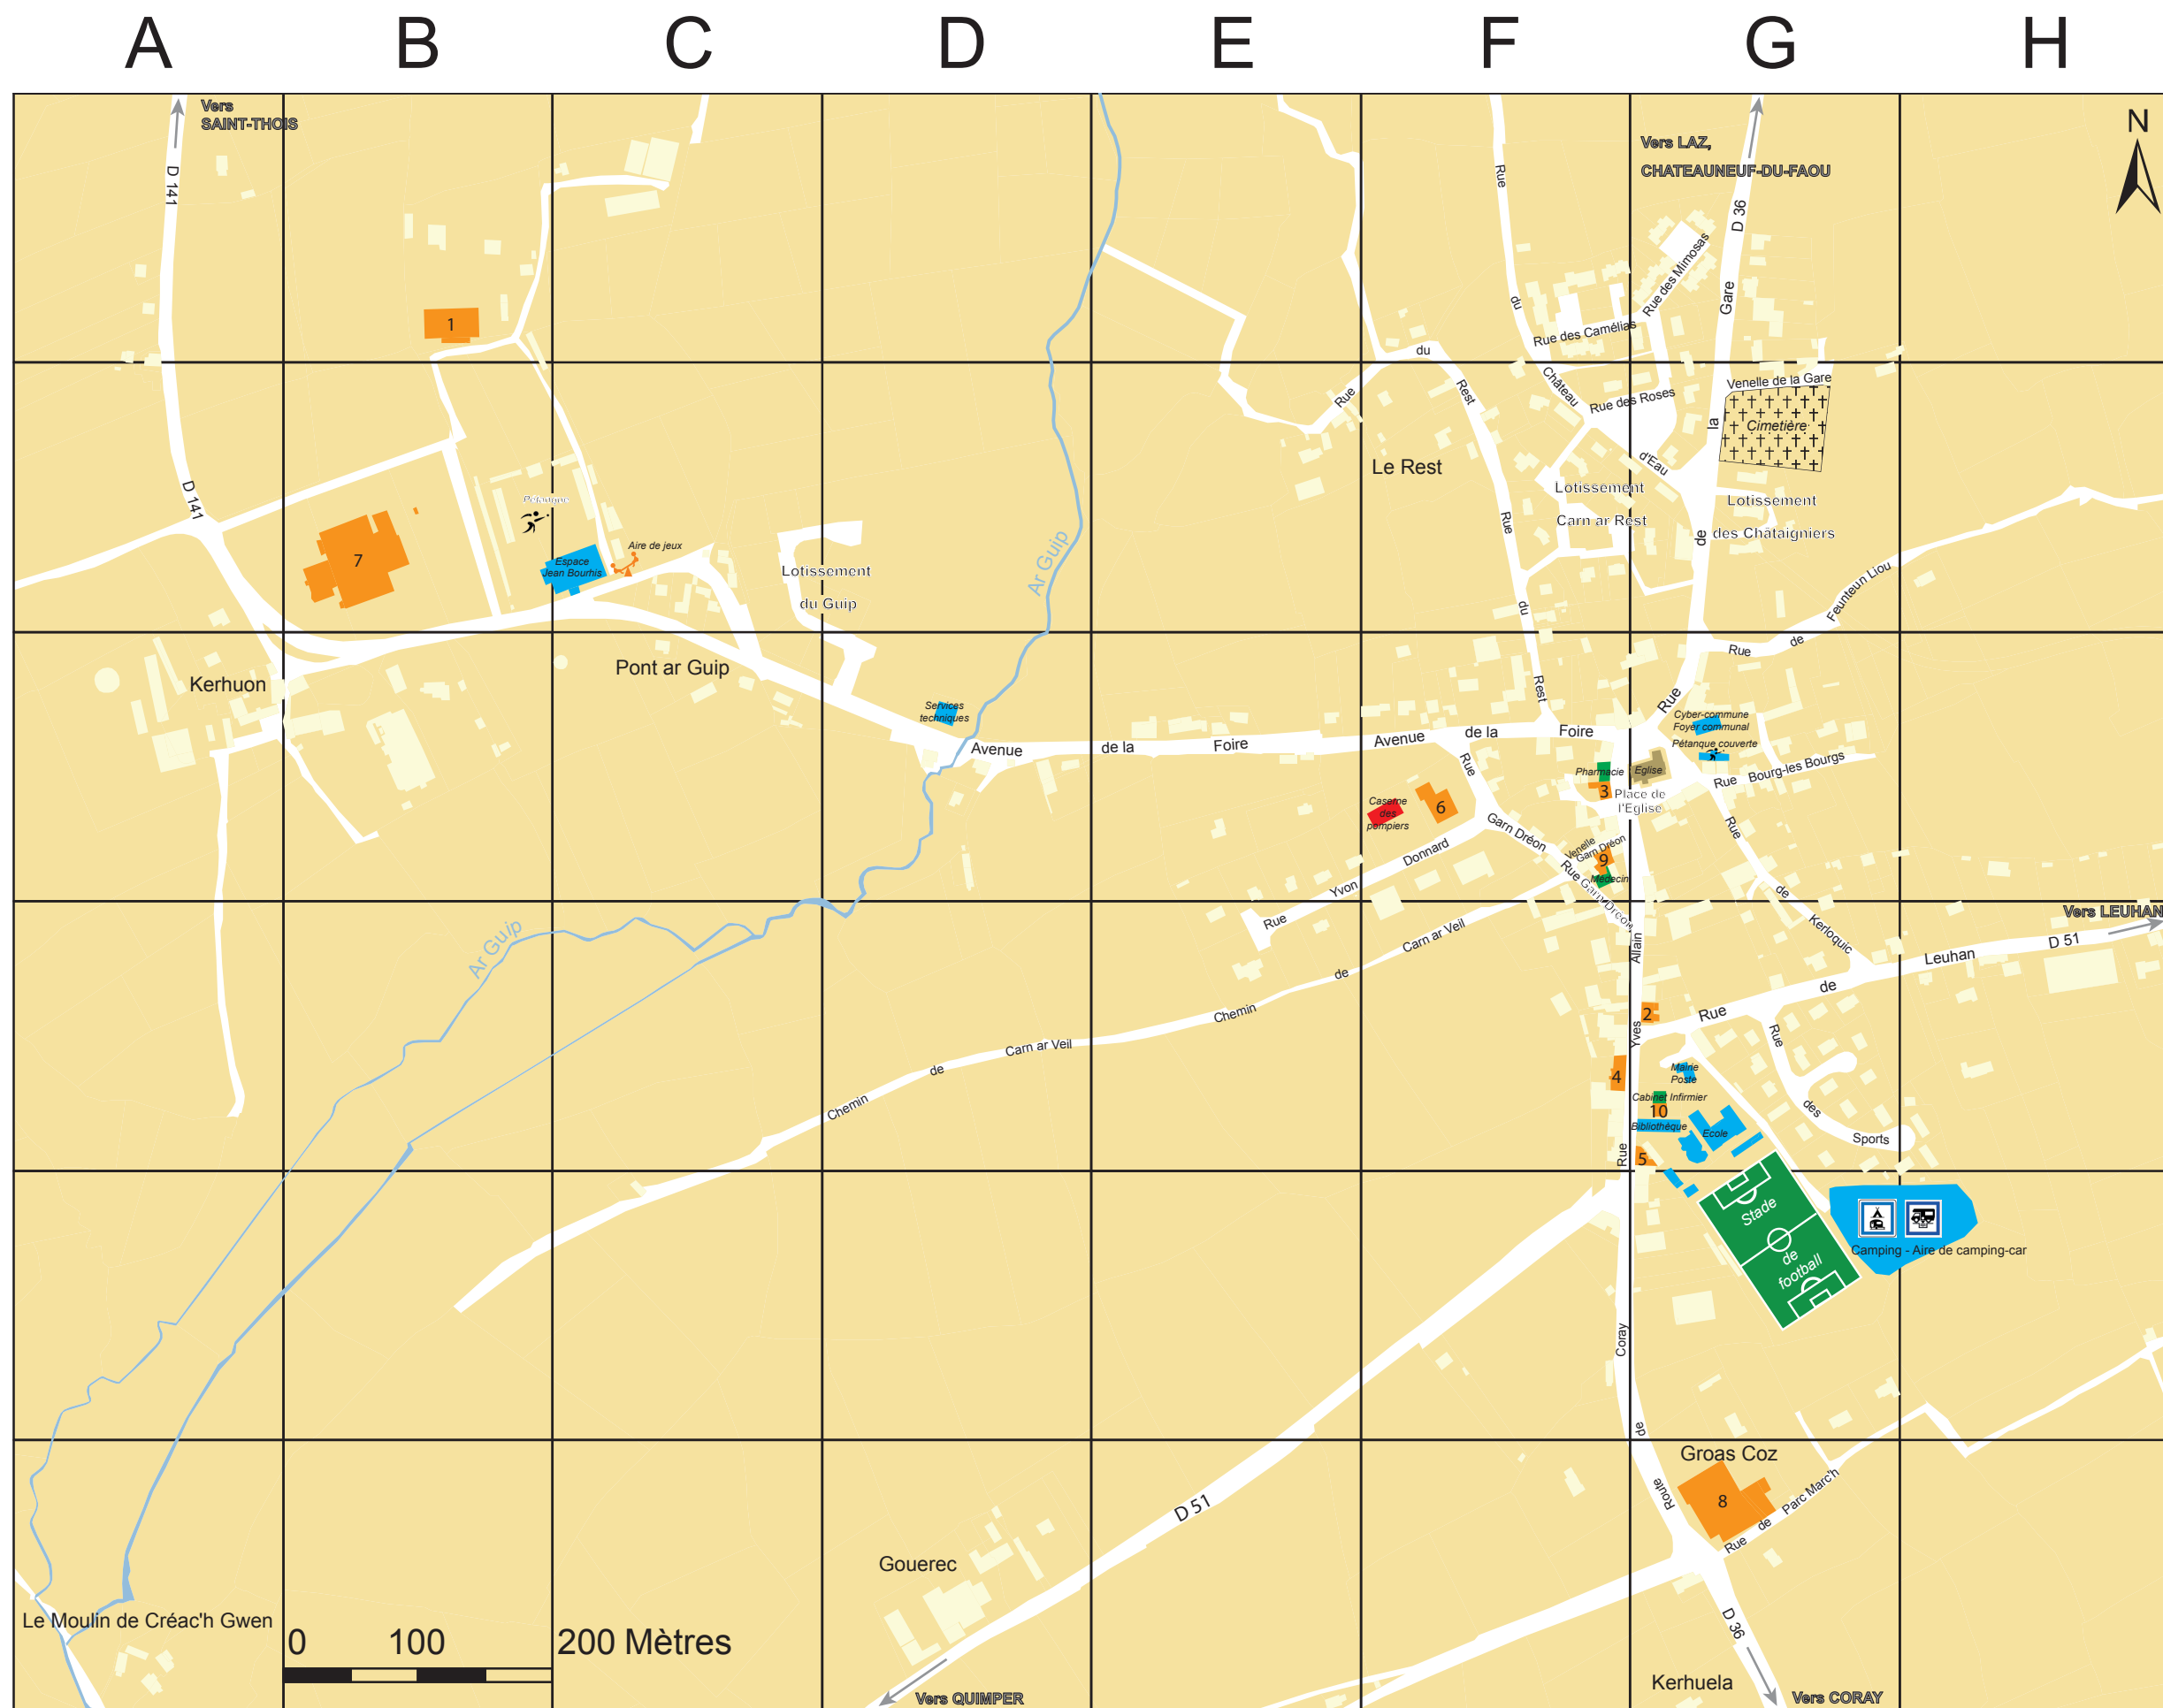 A B C D E F G H
Vers
SAINT-THOIS
D 141
Vers LAZ,
CHATEAUNEUF-DU-FAOU
N
D 36
Rue
du
Rue des Mimosas
Gare
Rue des Camélias
1
du
Château
Rest
Rue
Rue des Roses
Venelle de la Gare
Cimetière
la
d'Eau
Le Rest
D 141
Pétanque
Lotissement
Carn ar Rest
Lotissement
des Châtaigniers
Rue
de
7
Espace
Jean Bourhis
Aire de jeux
Lotissement
du Guip
Ar Guip
Feunteun Liou
du
de
Rue
Kerhuon
Pont ar Guip
Rest
Rue
Services
techniques
Cyber-commune
Foyer communal
Avenue
de la
Foire
Avenue
de la
Foire
Pétanque couverte
Rue
Pharmacie
Eglise
Rue
Bourg-les Bourgs
3
Place de
l'Eglise
Caserne
des
pompiers
6
Garn Dréon
Rue
Venelle
Garn Dréon
9
Médecin
Donnard
Yvon
Rue
Rue Garn Dréon
de
Kerloquic
Vers LEUHAN
D 51
Leuhan
de
Rue
Ar Guip
Carn ar Veil
de
Chemin
Allain
2
Yves
Rue
Carn ar Veil
de
Chemin
4
Mairie
Poste
Cabinet Infirmier
10
Bibliothèque
Ecole
des
Sports
Rue
5
Stade
de
football
Camping - Aire de camping-car
Coray
de
Groas Coz
Route
8
Parc Marc'h
de
Rue
D 51
Gouerec
Le Moulin de Créac'h Gwen
0 100 200 Mètres
D 36
Kerhuela
Vers QUIMPER
Vers CORAY